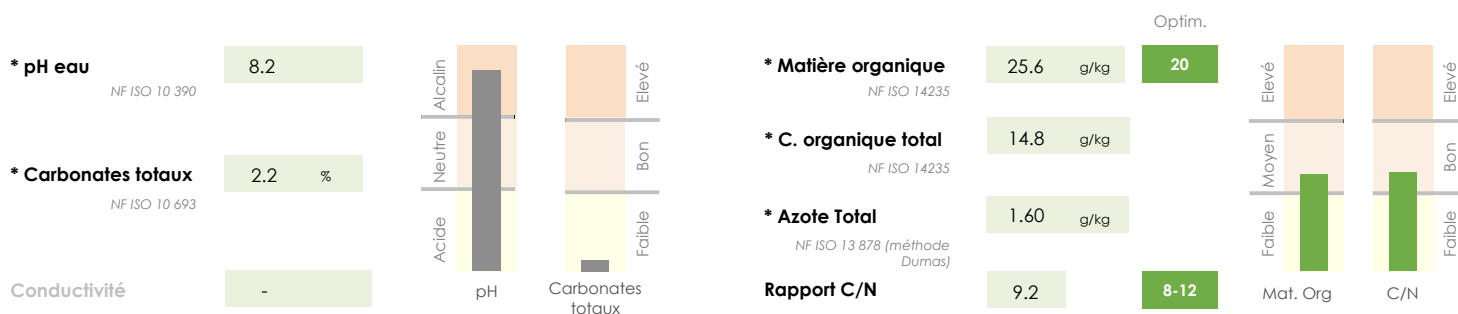 Optim.
* pH eau
8.2
NF ISO 10 390
Alcalin
Neutre
Acide
Elevé
Bon
Faible
* Carbonates totaux
2.2 %
NF ISO 10 693
Conductivité
-
pH
Carbonates
totaux
* Matière organique
25.6 g/kg
20
NF ISO 14235
* C. organique total
14.8 g/kg
NF ISO 14235
* Azote Total
1.60 g/kg
NF ISO 13 878 (méthode
Dumas)
Rapport C/N
9.2
8-12
Elevé
Moyen
Faible
Elevé
Bon
Faible
Mat. Org
C/N